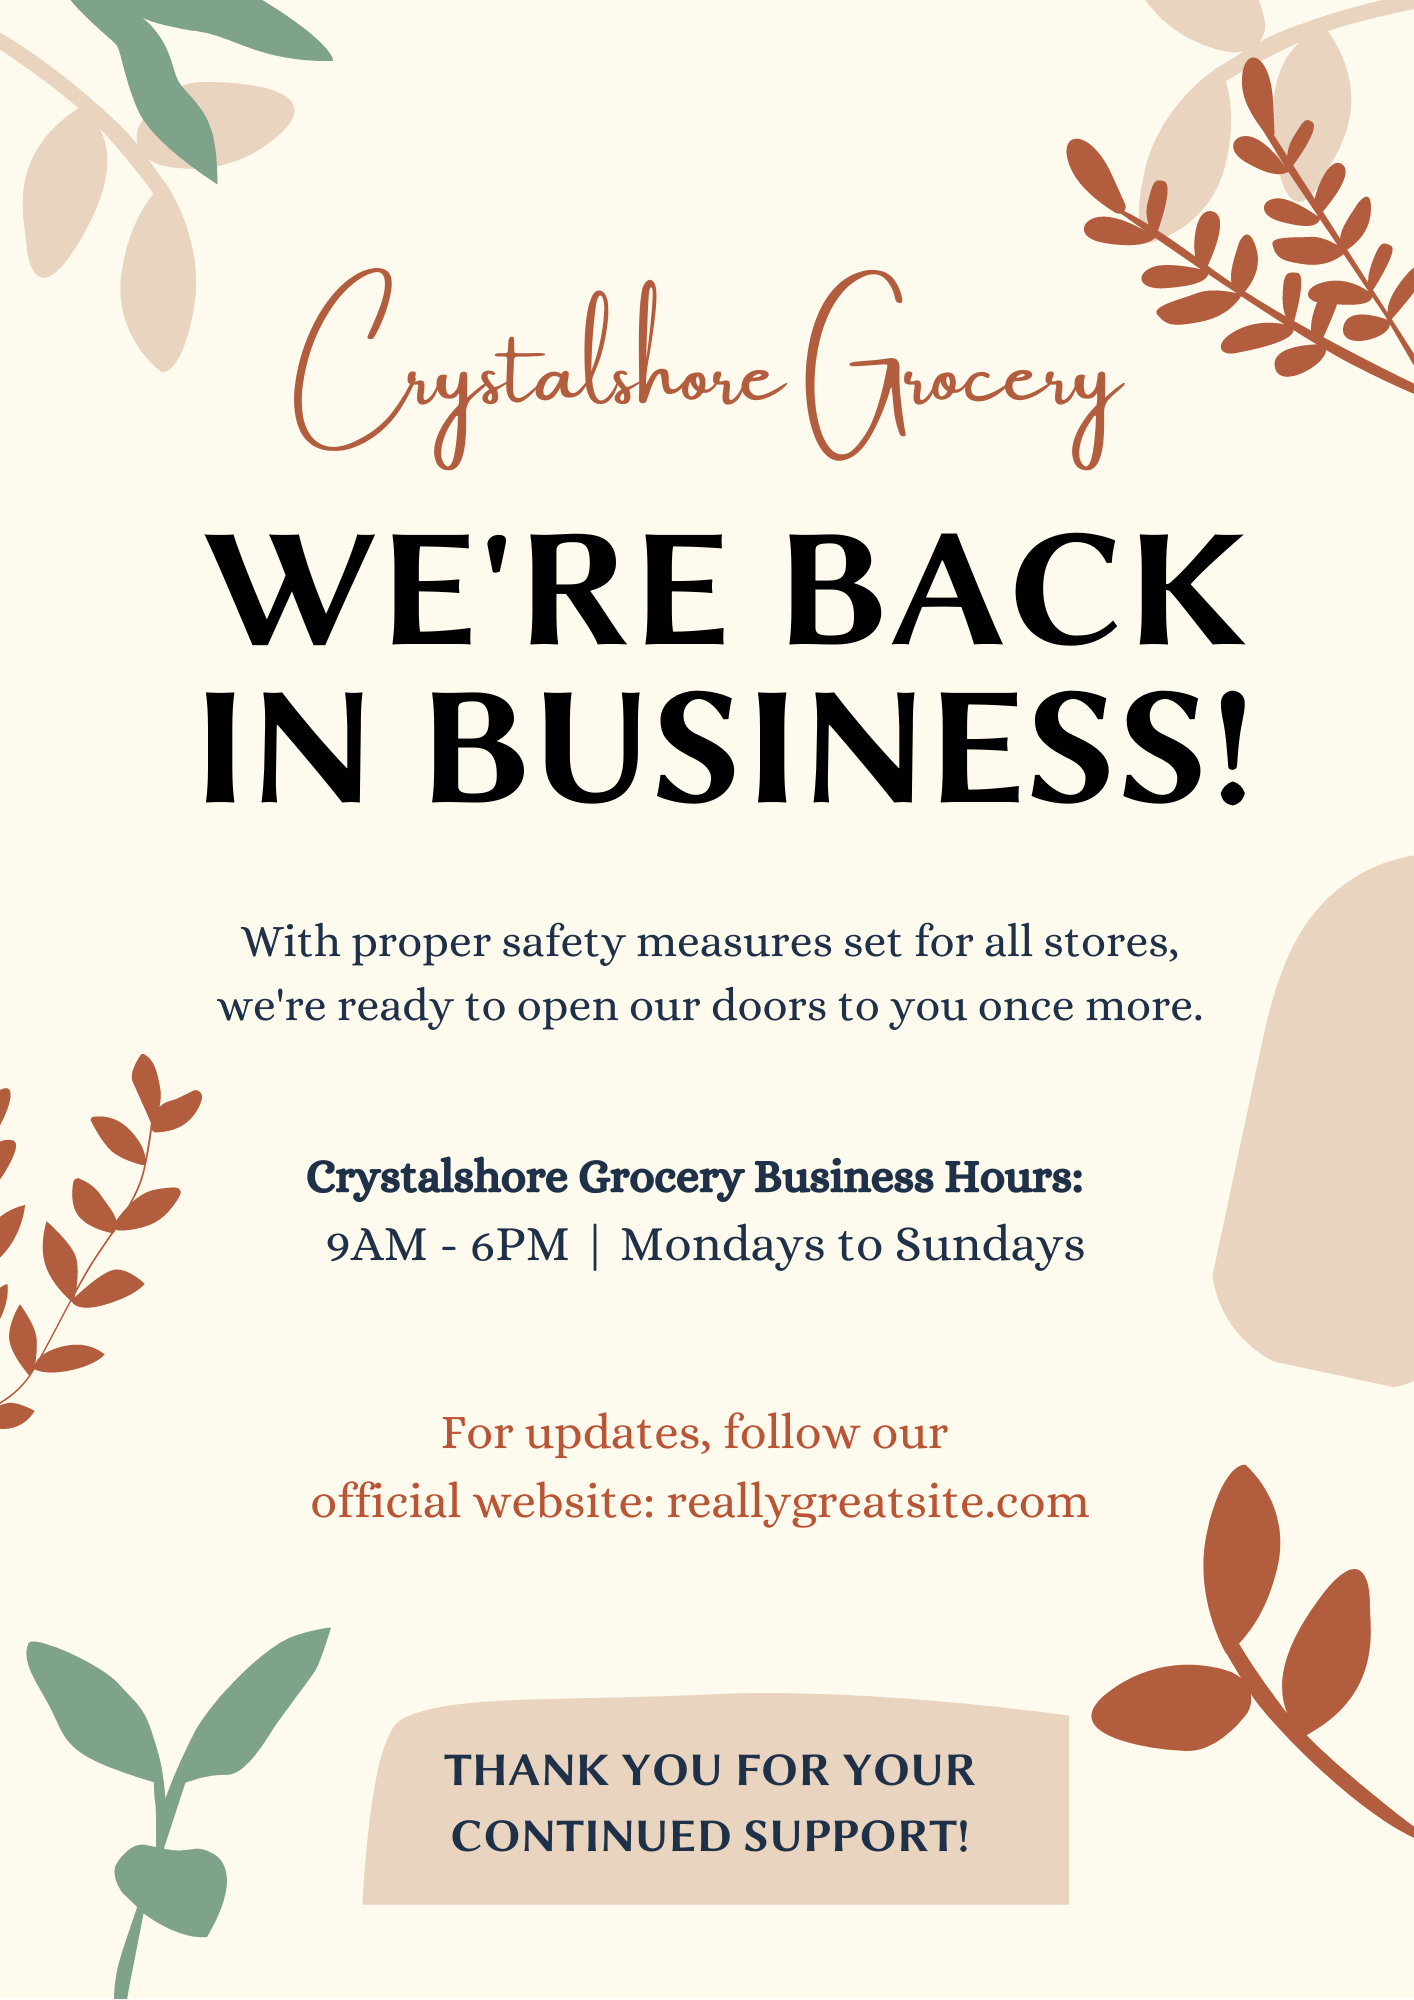 Crystalshore Grocery
WE'RE BACK
IN BUSINESS!
With proper safety measures set for all stores,
we're ready to open our doors to you once more.
Crystalshore Grocery Business Hours:
9AM - 6PM | Mondays to Sundays
For updates, follow our
official website: reallygreatsite.com
THANK YOU FOR YOUR
CONTINUED SUPPORT!